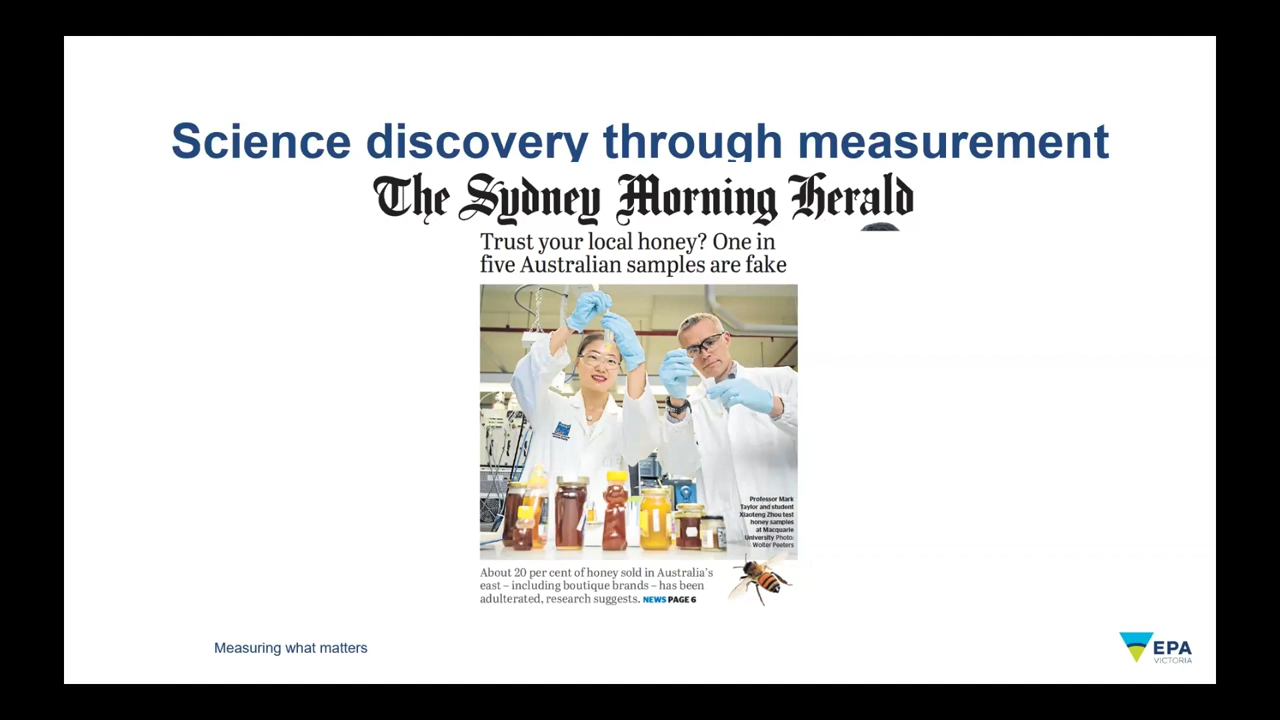 Science discovery through measurement
The Sydney Morning Herald
Trust your local honey? One in
five Australian samples are fake
Professor Mark
Taylor and student
Xiaoteng Zhou test
honey samples
at Macquarie
University Photo:
Wolter Peeters
About 20 per cent of honey sold in Australia's
east – including boutique brands – has been
adulterated, research suggests. NEWS PAGE 6
Measuring what matters
EPA
VICTORIA